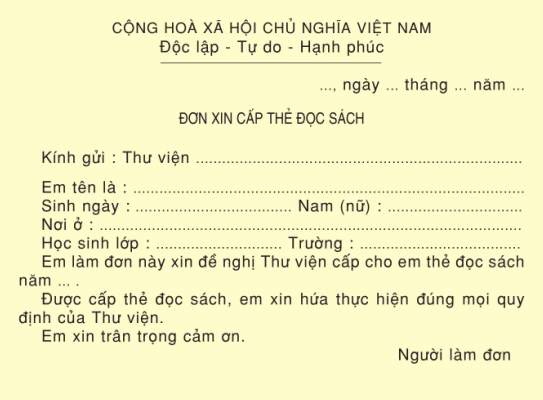 CỘNG HOÀ XÃ HỘI CHỦ NGHĨA VIỆT NAM
Độc lập - Tự do - Hạnh phúc
..., ngày ... tháng ... năm ...
ĐƠN XIN CẤP THẺ ĐỌC SÁCH
Kính gửi : Thư viện ..........................................................................
Em tên là : .........................................................................................
Sinh ngày : ................................... Nam (nữ) : ..............................
Nơi ở : ................................................................................................
Học sinh lớp : ............................ Trường : ....................................
Em làm đơn này xin đề nghị Thư viện cấp cho em thẻ đọc sách
năm ... .
Được cấp thẻ đọc sách, em xin hứa thực hiện đúng mọi quy
định của Thư viện.
Em xin trân trọng cảm ơn.
Người làm đơn